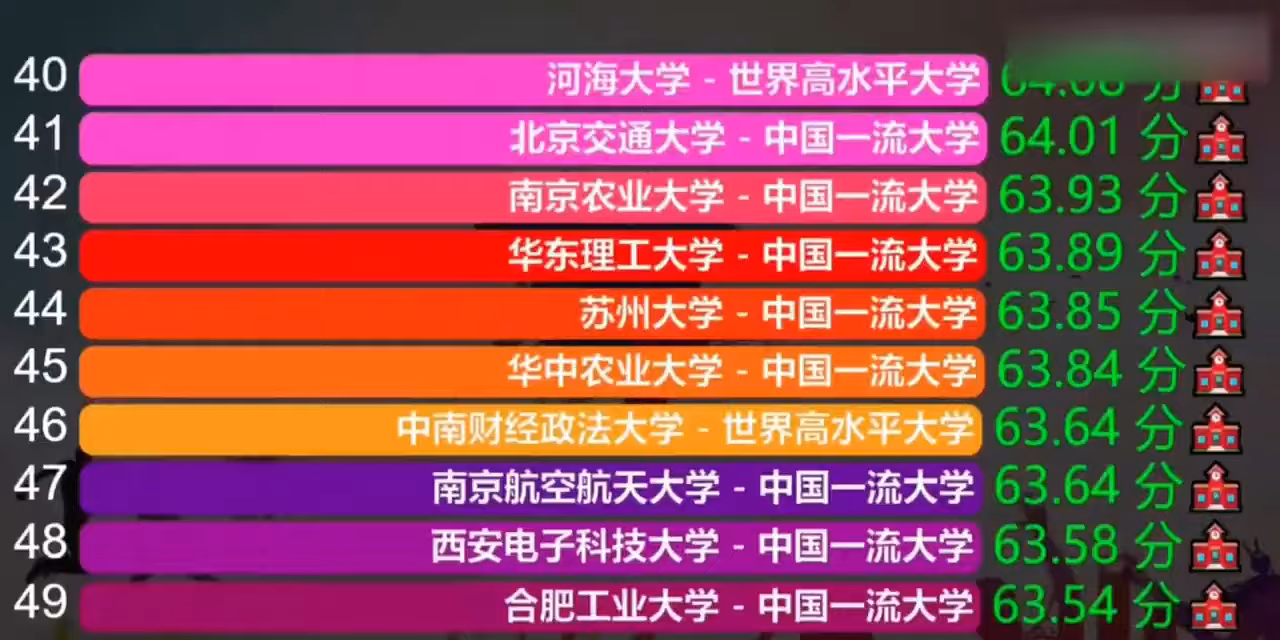 40 河海大学 - 世界高水平大学 64.08 分
41 北京交通大学 - 中国一流大学 64.01 分
42 南京农业大学 - 中国一流大学 63.93 分
43 华东理工大学 - 中国一流大学 63.89 分
44 苏州大学 - 中国一流大学 63.85 分
45 华中农业大学 - 中国一流大学 63.84 分
46 中南财经政法大学 - 世界高水平大学 63.64 分
47 南京航空航天大学 - 中国一流大学 63.64 分
48 西安电子科技大学 - 中国一流大学 63.58 分
49 合肥工业大学 - 中国一流大学 63.54 分